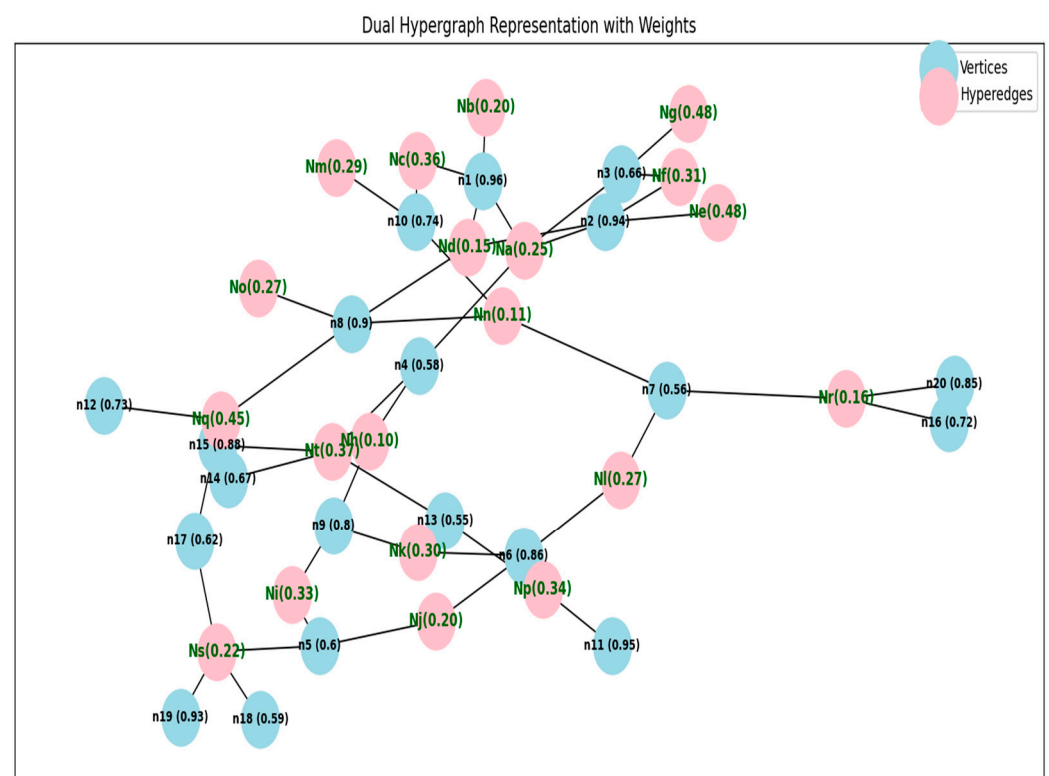 Dual Hypergraph Representation with Weights
Vertices
Hyperedges
Nb(0.20)
Ng(0.48)
Nm(0.29)
Nc(0.36)
n1 (0.96)
n3 (0.66)
Nf(0.31)
n10 (0.74)
n2 (0.94)
Ne(0.48)
Nd(0.15)
Na(0.25)
No(0.27)
n8 (0.9)
Nn(0.11)
n4 (0.58)
n7 (0.56)
Nr(0.16)
n20 (0.85)
n12 (0.73)
Nq(0.45)
n16 (0.72)
n15 (0.88)
Nt(0.37)
Nh(0.10)
n14 (0.67)
Nl(0.27)
n17 (0.62)
n9 (0.8)
n13 (0.55)
Nk(0.30)
n6 (0.86)
Ni(0.33)
Np(0.34)
Nj(0.20)
Ns(0.22)
n5 (0.6)
n11 (0.95)
n19 (0.93)
n18 (0.59)